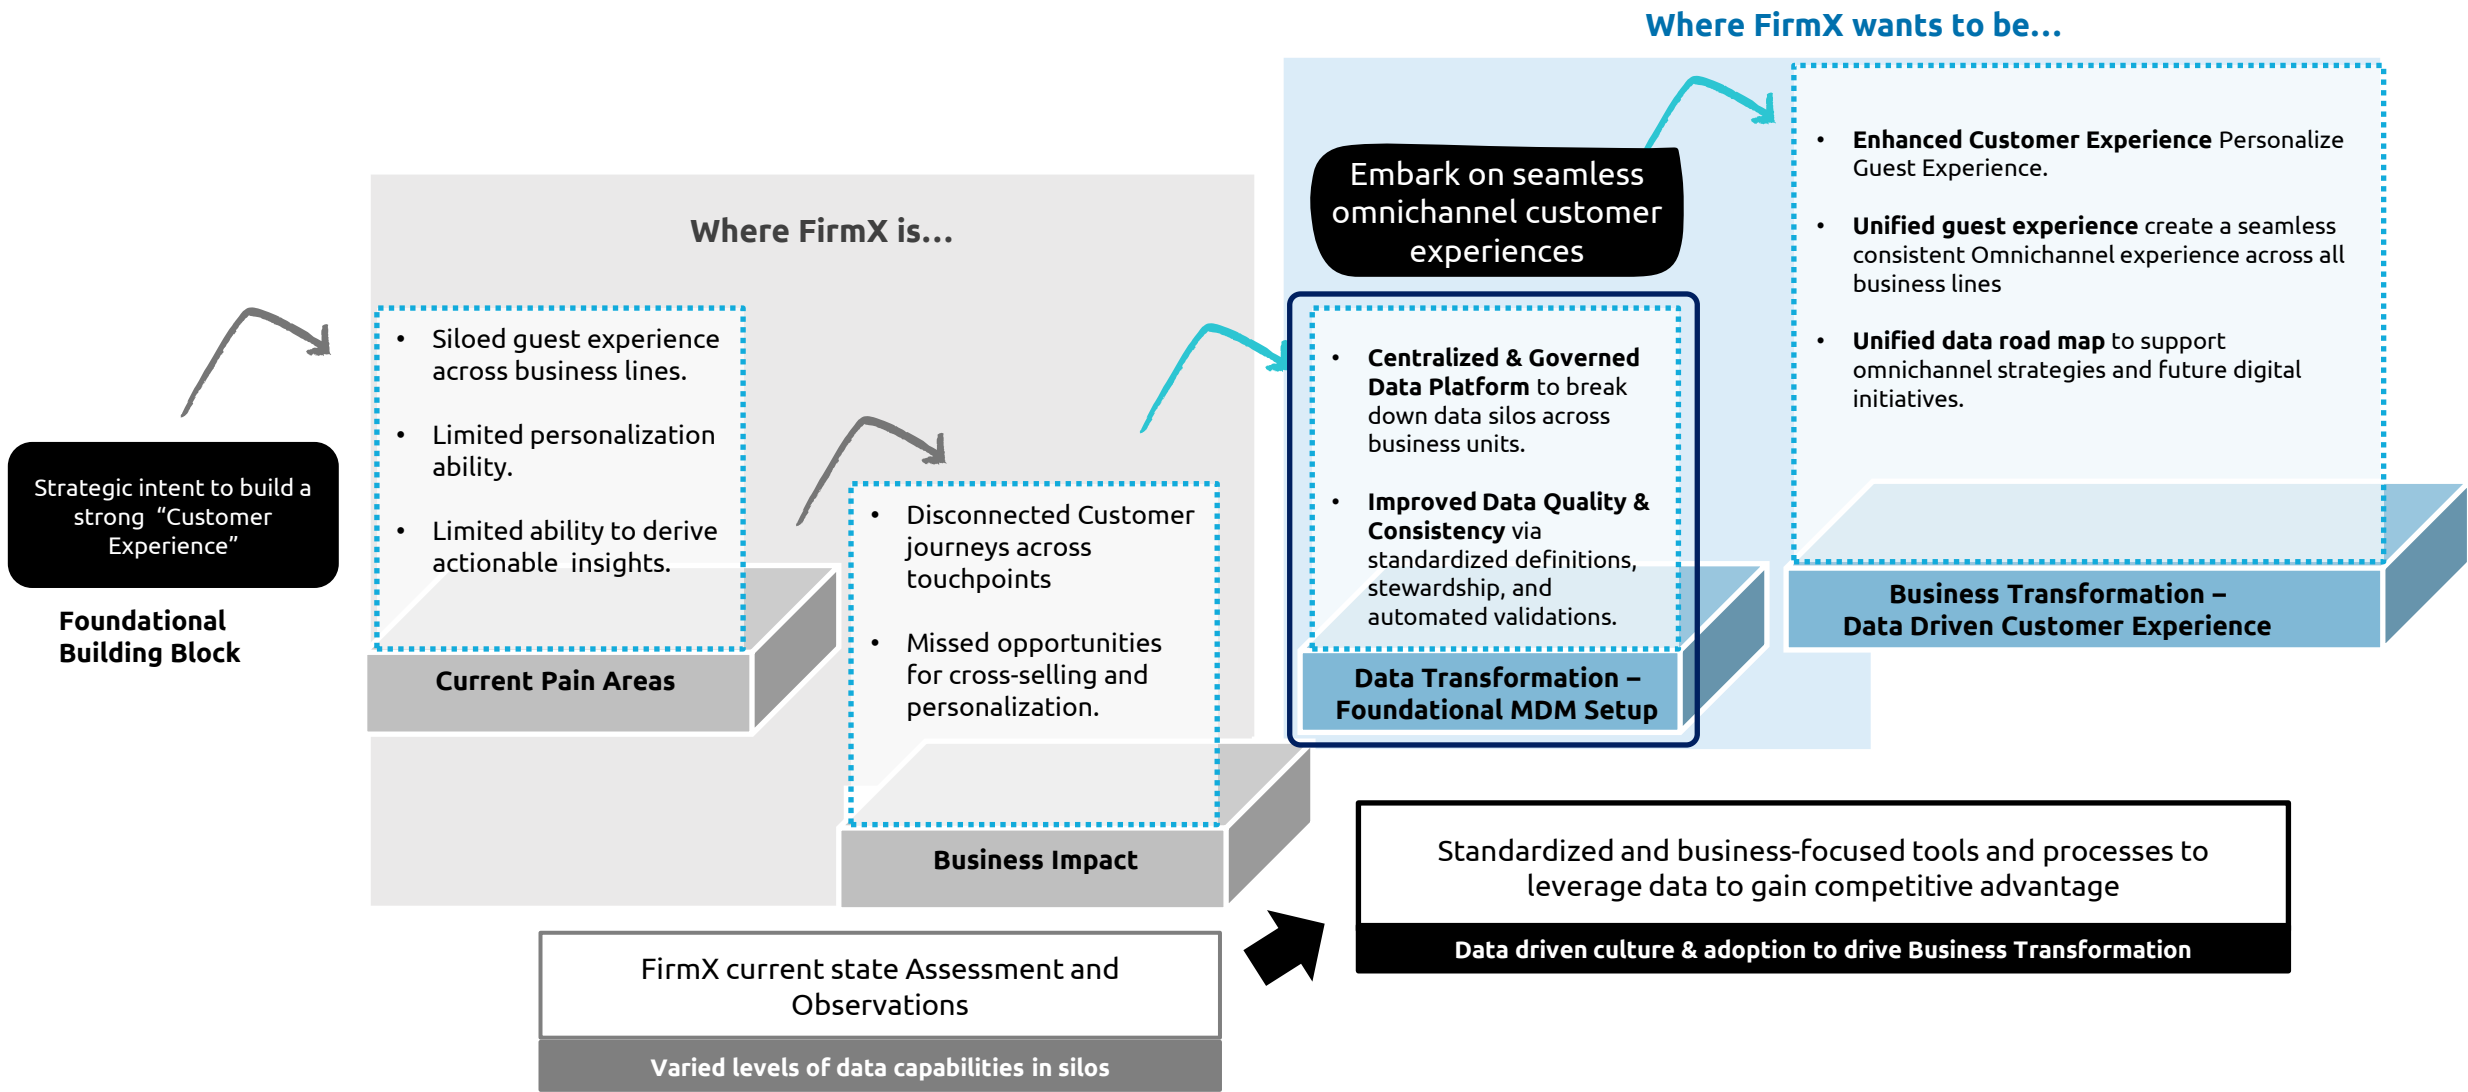 Where FirmX wants to be…
Where FirmX is…
Strategic intent to build a
strong “Customer
Experience”
Foundational
Building Block
• Siloed guest experience
across business lines.
• Limited personalization
ability.
• Limited ability to derive
actionable insights.
Current Pain Areas
• Disconnected Customer
journeys across
touchpoints
• Missed opportunities
for cross-selling and
personalization.
Business Impact
Embark on seamless
omnichannel customer
experiences
• Centralized & Governed
Data Platform to break
down data silos across
business units.
• Improved Data Quality &
Consistency via
standardized definitions,
stewardship, and
automated validations.
Data Transformation –
Foundational MDM Setup
• Enhanced Customer Experience Personalize
Guest Experience.
• Unified guest experience create a seamless
consistent Omnichannel experience across all
business lines
• Unified data road map to support
omnichannel strategies and future digital
initiatives.
Business Transformation –
Data Driven Customer Experience
FirmX current state Assessment and
Observations
Varied levels of data capabilities in silos
Standardized and business-focused tools and processes to
leverage data to gain competitive advantage
Data driven culture & adoption to drive Business Transformation